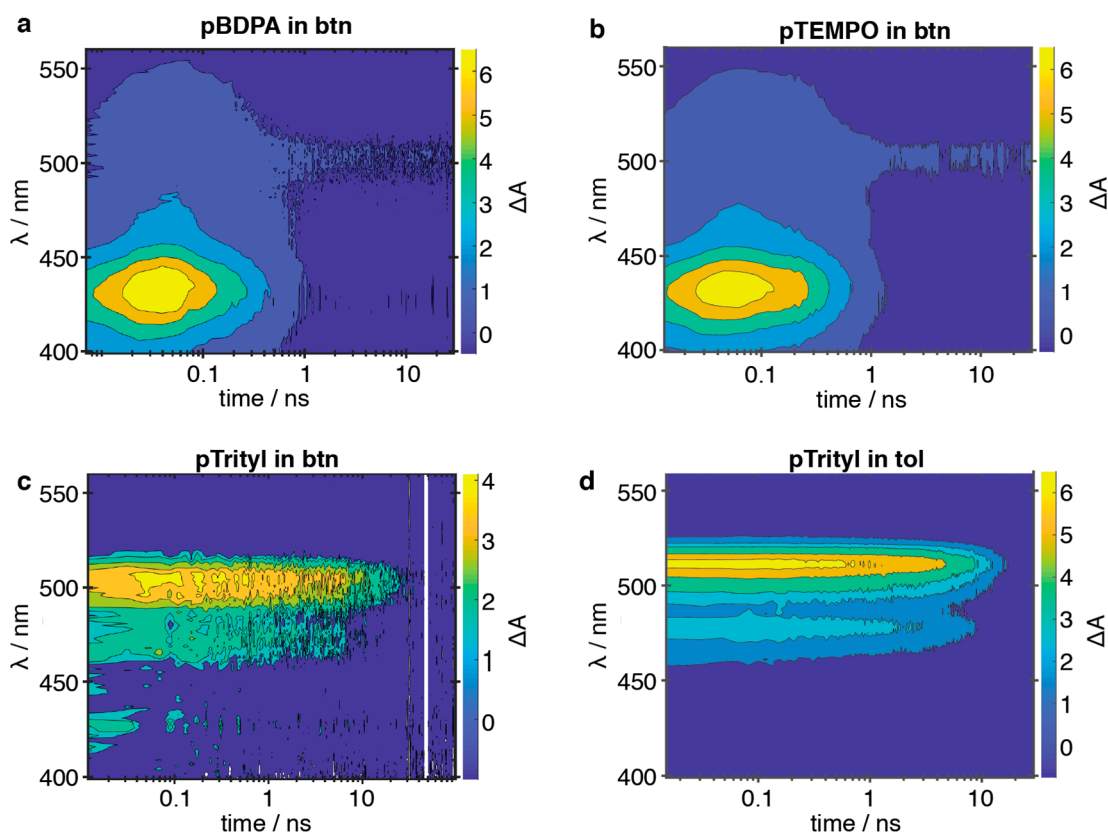 a
pBDPA in btn
550
500
450
400
λ / nm
0.1
1
10
time / ns
6
5
4
3
2
1
0
ΔA
b
pTEMPO in btn
550
500
450
400
λ / nm
0.1
1
10
time / ns
6
5
4
3
2
1
0
ΔA
c
pTrityl in btn
550
500
450
400
λ / nm
0.1
1
10
time / ns
4
3
2
1
0
ΔA
d
pTrityl in tol
550
500
450
400
λ / nm
0.1
1
10
time / ns
6
5
4
3
2
1
0
ΔA